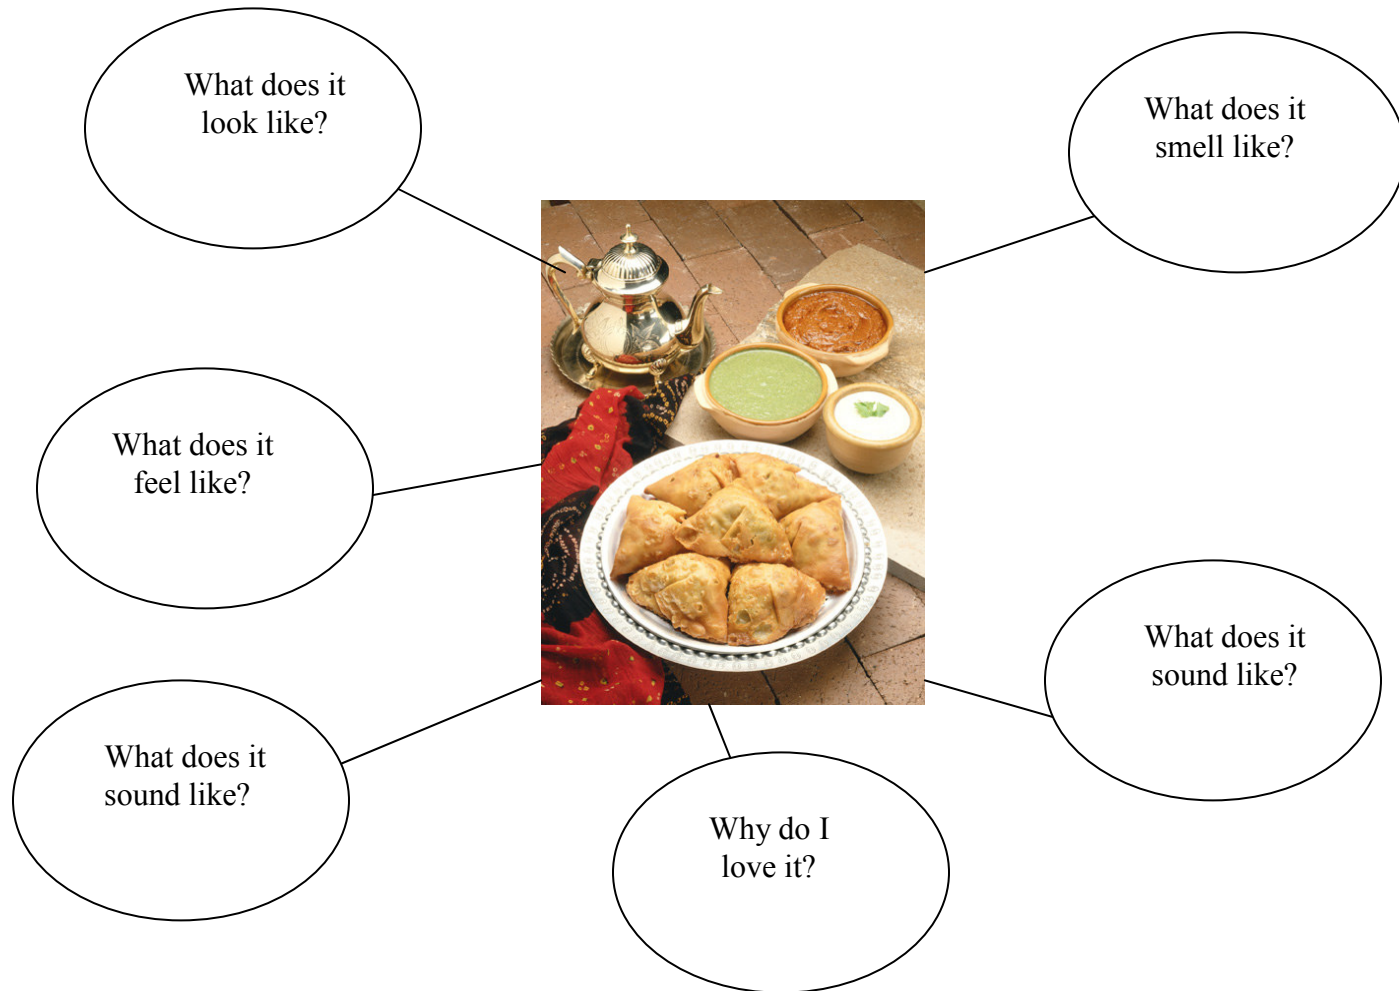 What does it
look like?
What does it
smell like?
What does it
feel like?
What does it
sound like?
What does it
sound like?
Why do I
love it?